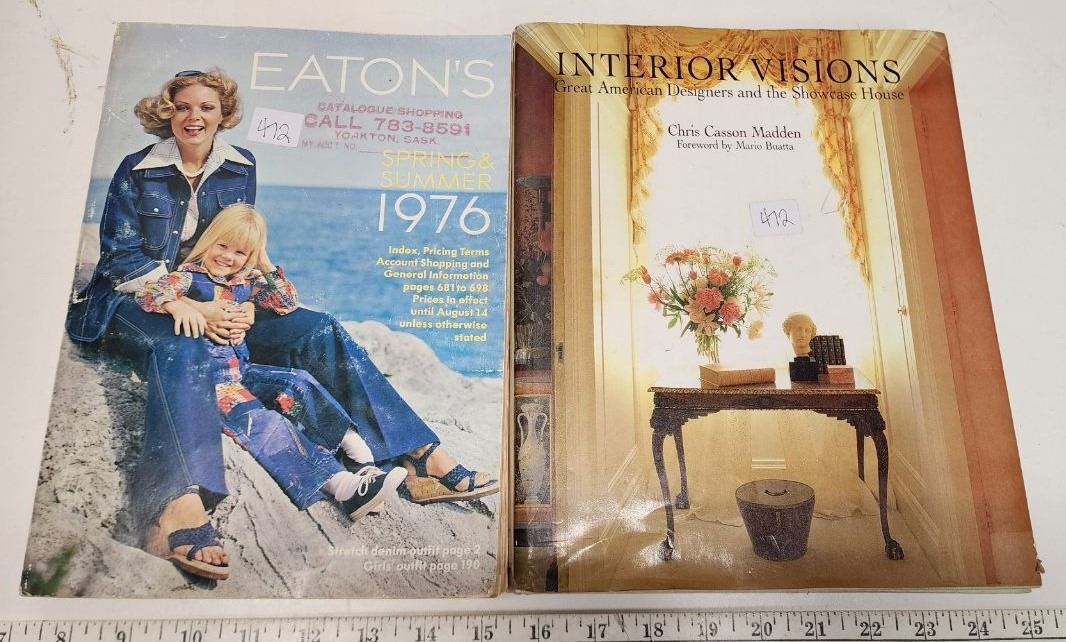 EATON'S
CATALOGUE SHOPPING
CALL 783-8591
YORKTON, SASK.
MY ACC'T NO.
472
SPRING &
SUMMER
1976
Index, Pricing Terms
Account Shopping and
General Information
pages 681 to 698
Prices in effect
until August 14
unless otherwise
stated
Stretch denim outfit page 2
Girls' outfit page 190
INTERIOR VISIONS
Great American Designers and the Showcase House
Chris Casson Madden
Foreword by Mario Buatta
472
7 8 9 10 11 12 13 14 15 16 17 18 19 20 21 22 23 24 25